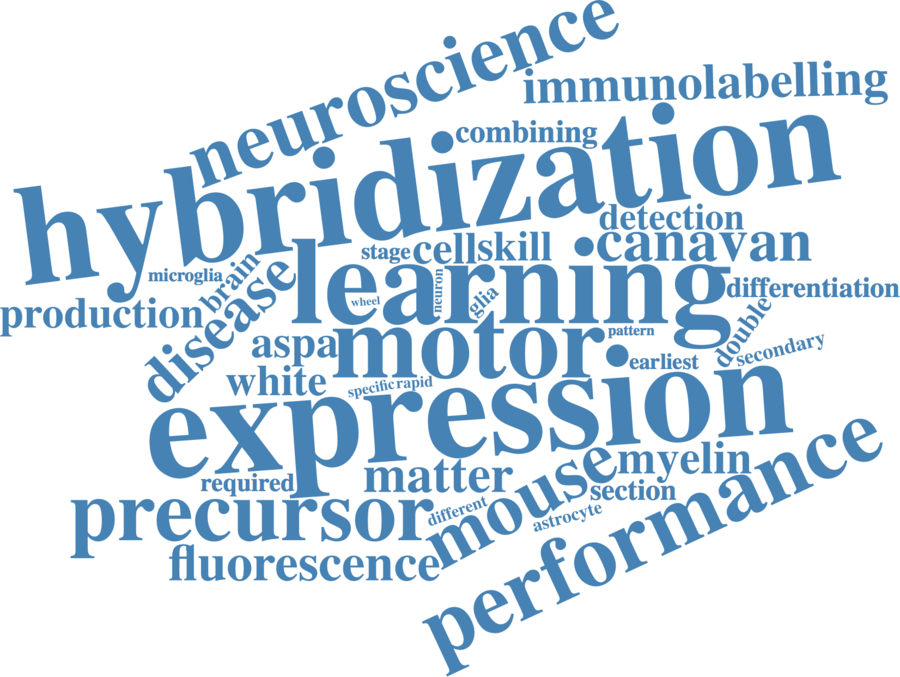 neuroscience
immunolabelling
combining
hybridization
detection
canavan
stage
cell
skill
microglia
brain
disease
learning
wheel
neuron
glia
differentiation
production
aspa
motor
pattern
double
earliest
secondary
white
specific
rapid
expression
required
matter
mouse
myelin
section
precursor
different
astrocyte
fluorescence
performance